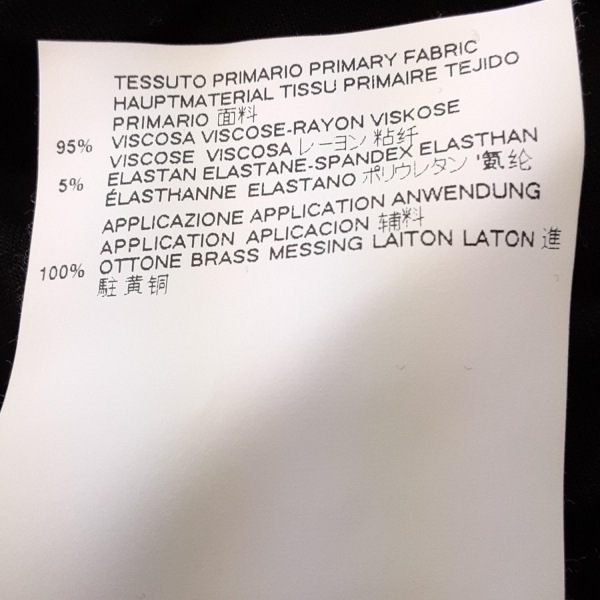 TESSUTO PRIMARIO PRIMARY FABRIC
HAUPTMATERIAL TISSU PRIMAIRE TEJIDO
PRIMARIO 面料
95% VISCOSA VISCOSE-RAYON VISKOSE
VISCOSE VISCOSA レーヨン 粘纤
5% ELASTAN ELASTANE-SPANDEX ELASTHAN
ÉLASTHANNE ELASTANO ポリウレタン '氨纶
APPLICAZIONE APPLICATION ANWENDUNG
APPLICATION APLICACION 辅料
100% OTTONE BRASS MESSING LAITON LATON 進
駐 黄铜